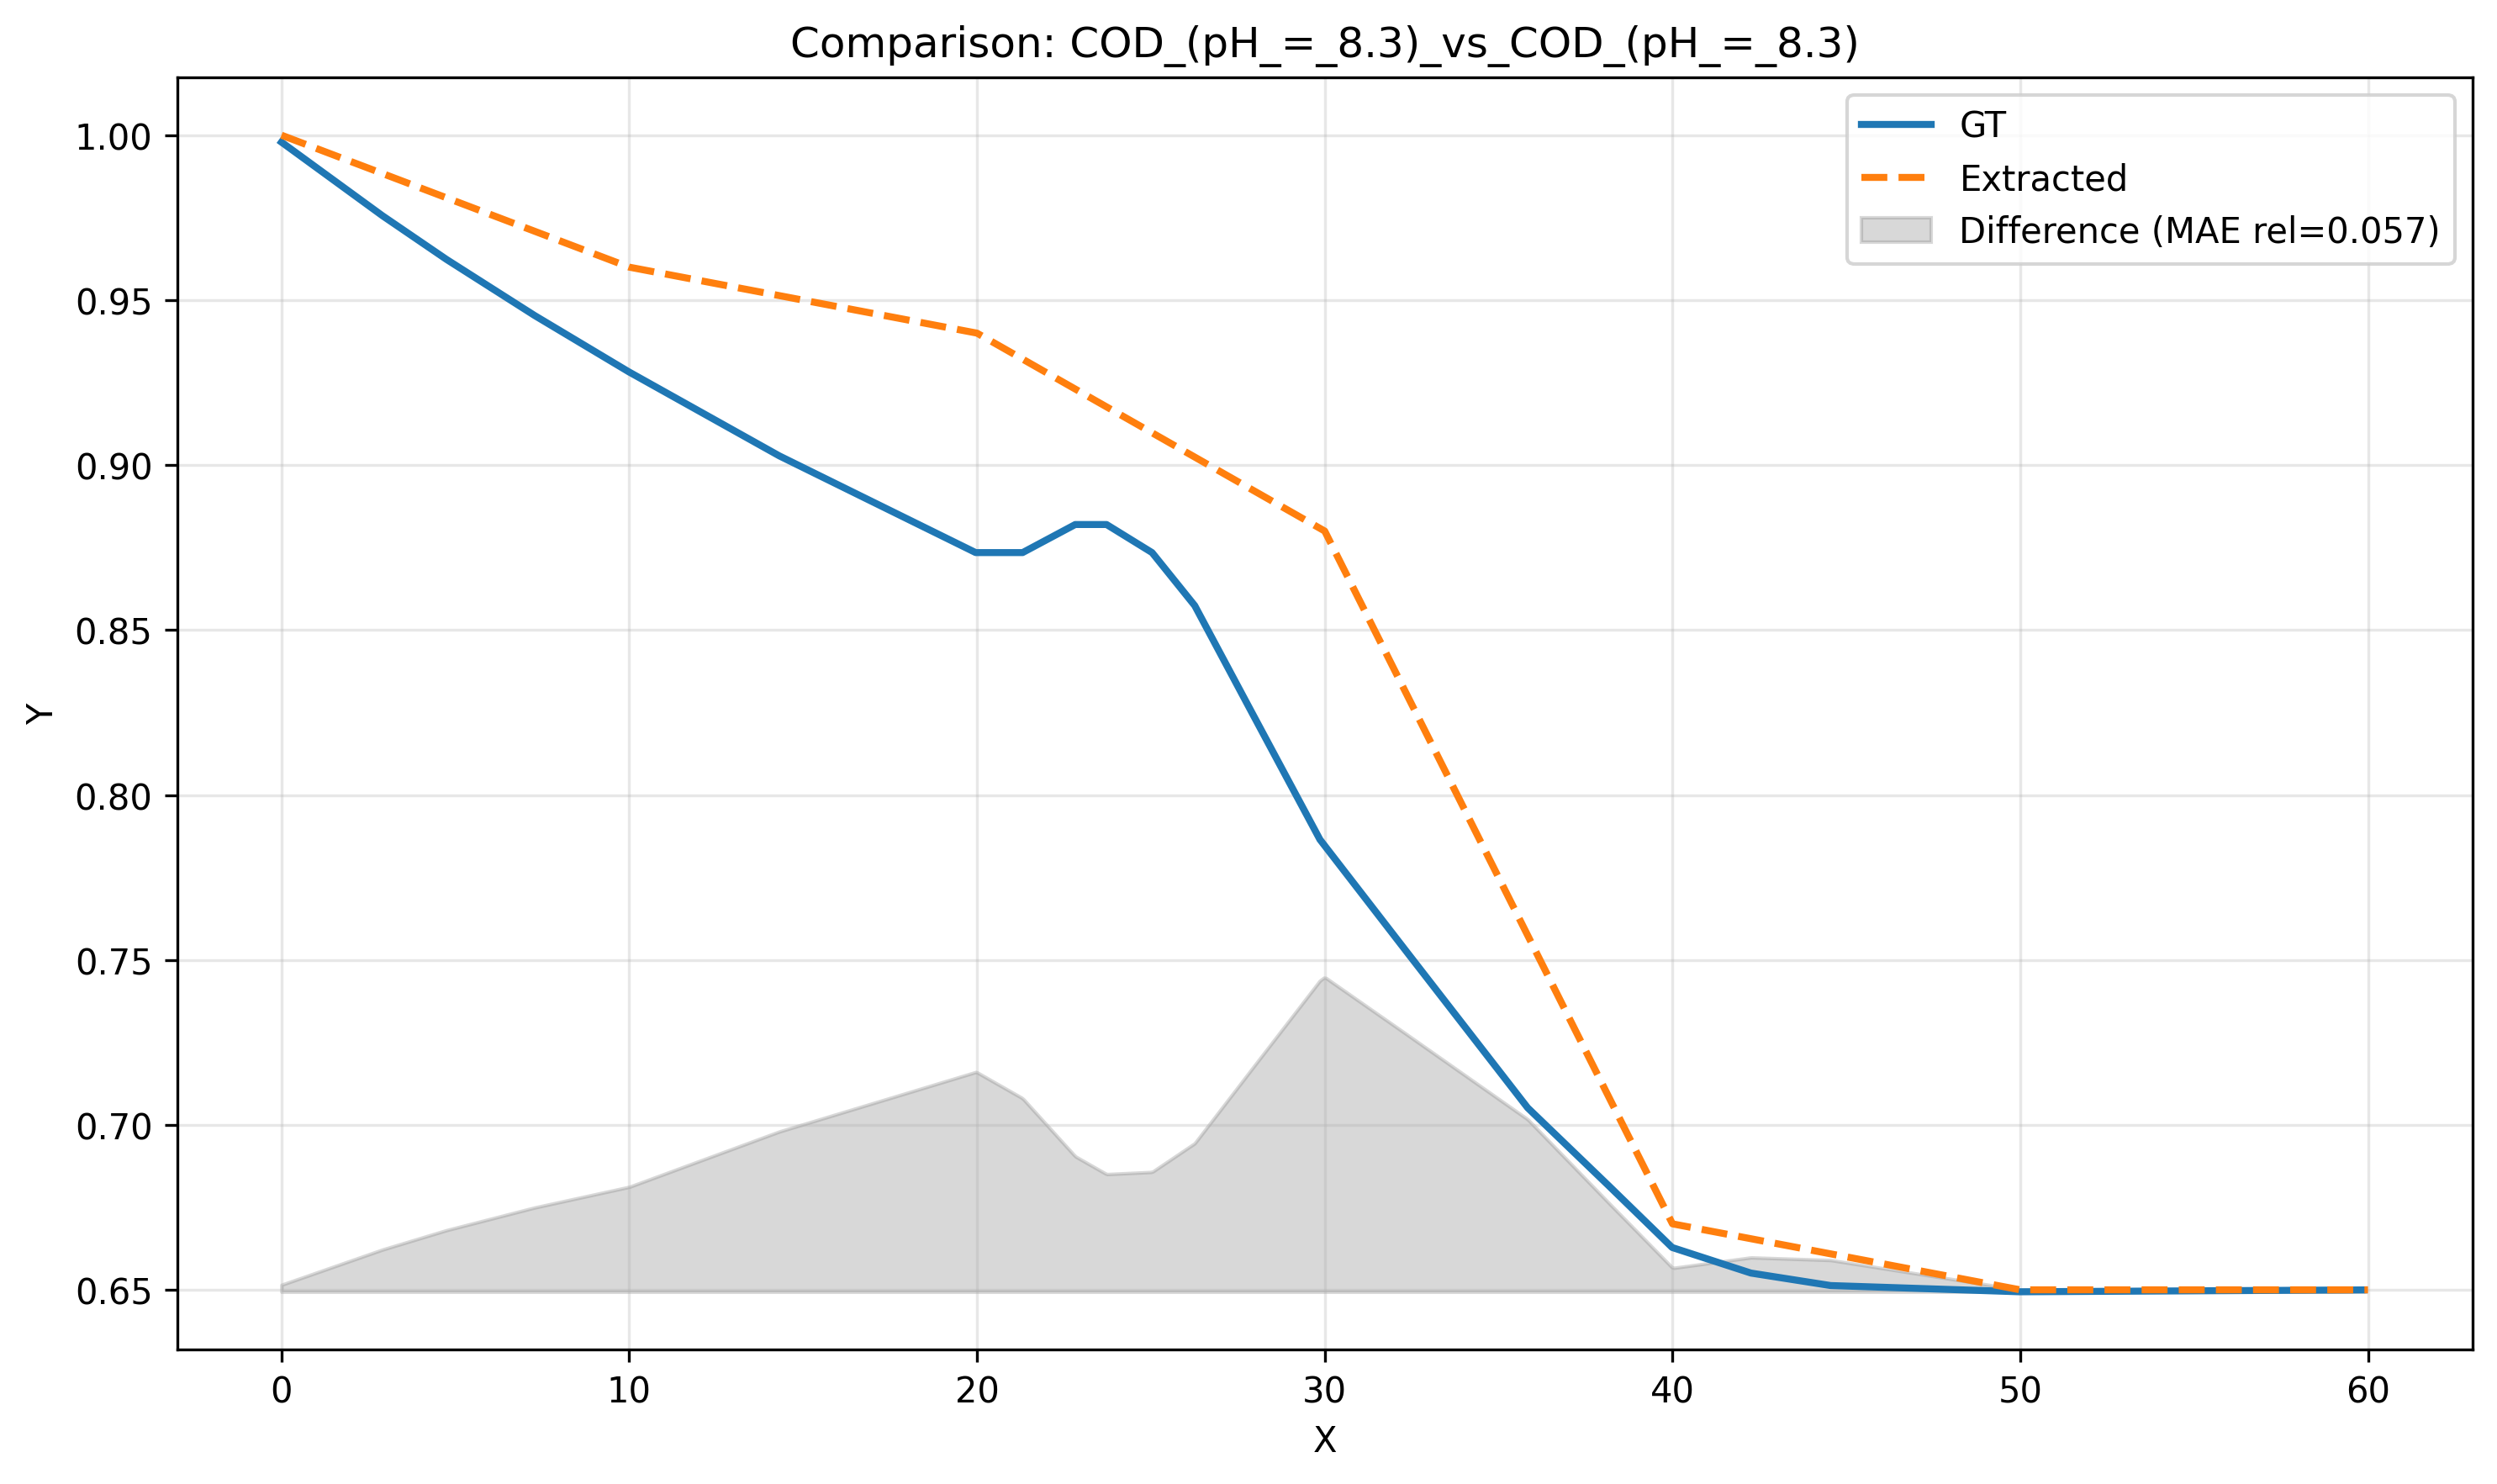 Comparison: COD_(pH_=_8.3)_vs_COD_(pH_=_8.3)
GT
Extracted
Difference (MAE rel=0.057)
1.00
0.95
0.90
0.85
0.80
0.75
0.70
0.65
Y
0 10 20 30 40 50 60
X